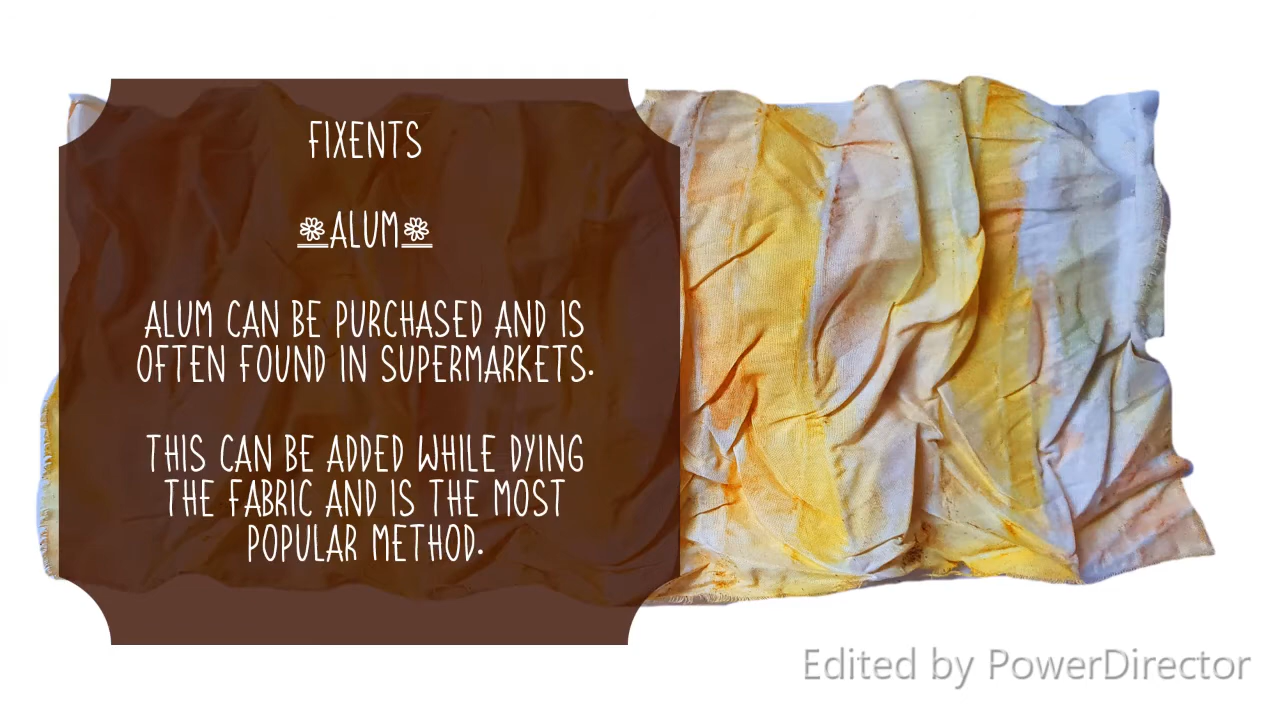 FIXENTS
ALUM
ALUM CAN BE PURCHASED AND IS
OFTEN FOUND IN SUPERMARKETS.
THIS CAN BE ADDED WHILE DYING
THE FABRIC AND IS THE MOST
POPULAR METHOD.
Edited by PowerDirector